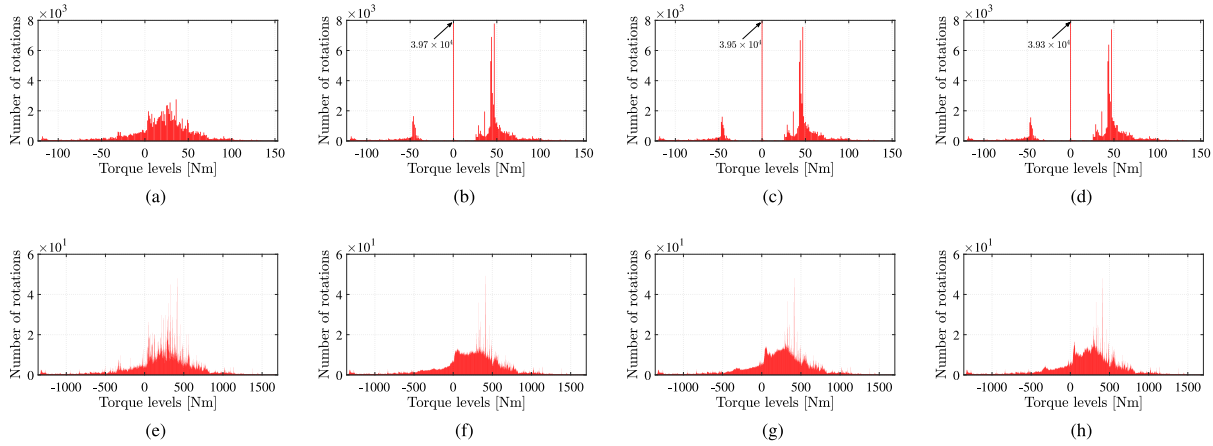 ×10³
Number of rotations
8
6
4
2
0
-100 -50 0 50 100 150
Torque levels [Nm]
(a)
×10³
Number of rotations
8
6
4
2
0
3.97 × 10⁴
-100 -50 0 50 100 150
Torque levels [Nm]
(b)
×10³
Number of rotations
8
6
4
2
0
3.95 × 10⁴
-100 -50 0 50 100 150
Torque levels [Nm]
(c)
×10³
Number of rotations
8
6
4
2
0
3.93 × 10⁴
-100 -50 0 50 100 150
Torque levels [Nm]
(d)
×10¹
Number of rotations
6
4
2
0
-1000 -500 0 500 1000 1500
Torque levels [Nm]
(e)
×10¹
Number of rotations
6
4
2
0
-1000 -500 0 500 1000 1500
Torque levels [Nm]
(f)
×10¹
Number of rotations
6
4
2
0
-1000 -500 0 500 1000 1500
Torque levels [Nm]
(g)
×10¹
Number of rotations
6
4
2
0
-1000 -500 0 500 1000 1500
Torque levels [Nm]
(h)